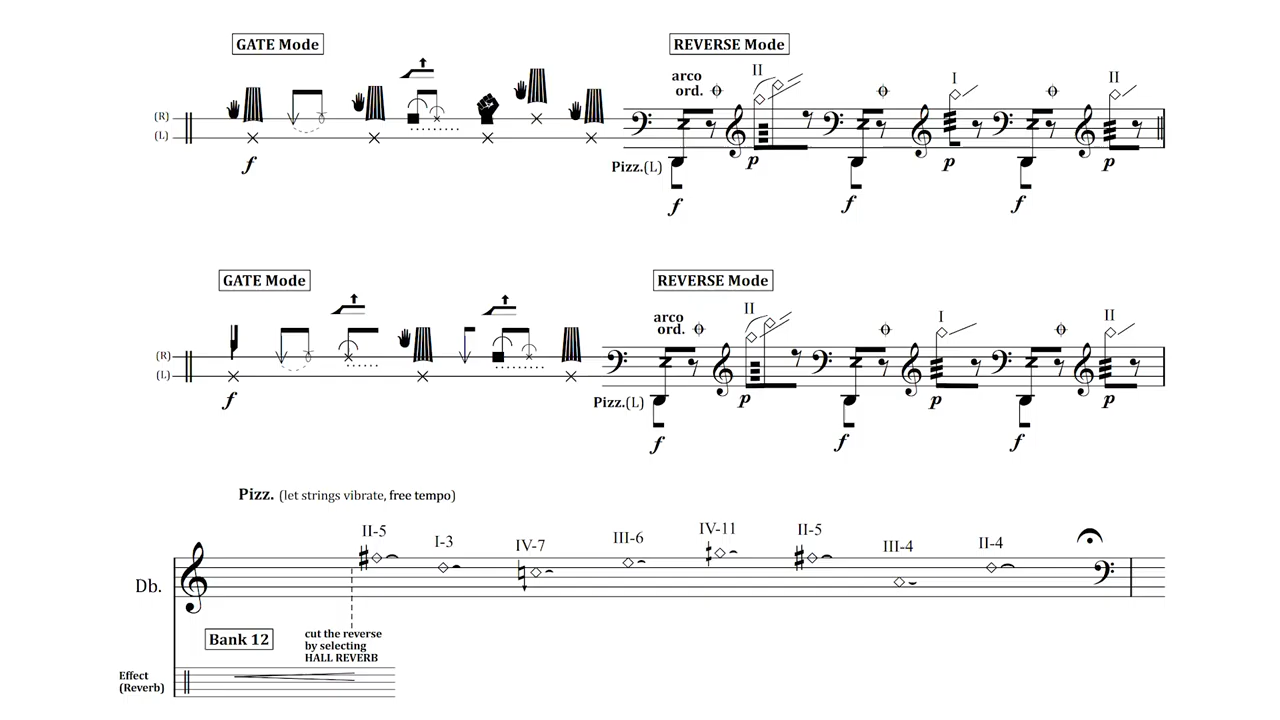 GATE Mode REVERSE Mode
arco II I II
ord.
(R)
(L)
f p p p
Pizz.(L)
f f f
GATE Mode REVERSE Mode
arco II I II
ord.
(R)
(L)
f p p p
Pizz.(L)
f f f
Pizz. (let strings vibrate, free tempo)
II-5 I-3 IV-7 III-6 IV-11 II-5 III-4 II-4
Db.
Bank 12
cut the reverse
by selecting
HALL REVERB
Effect
(Reverb)